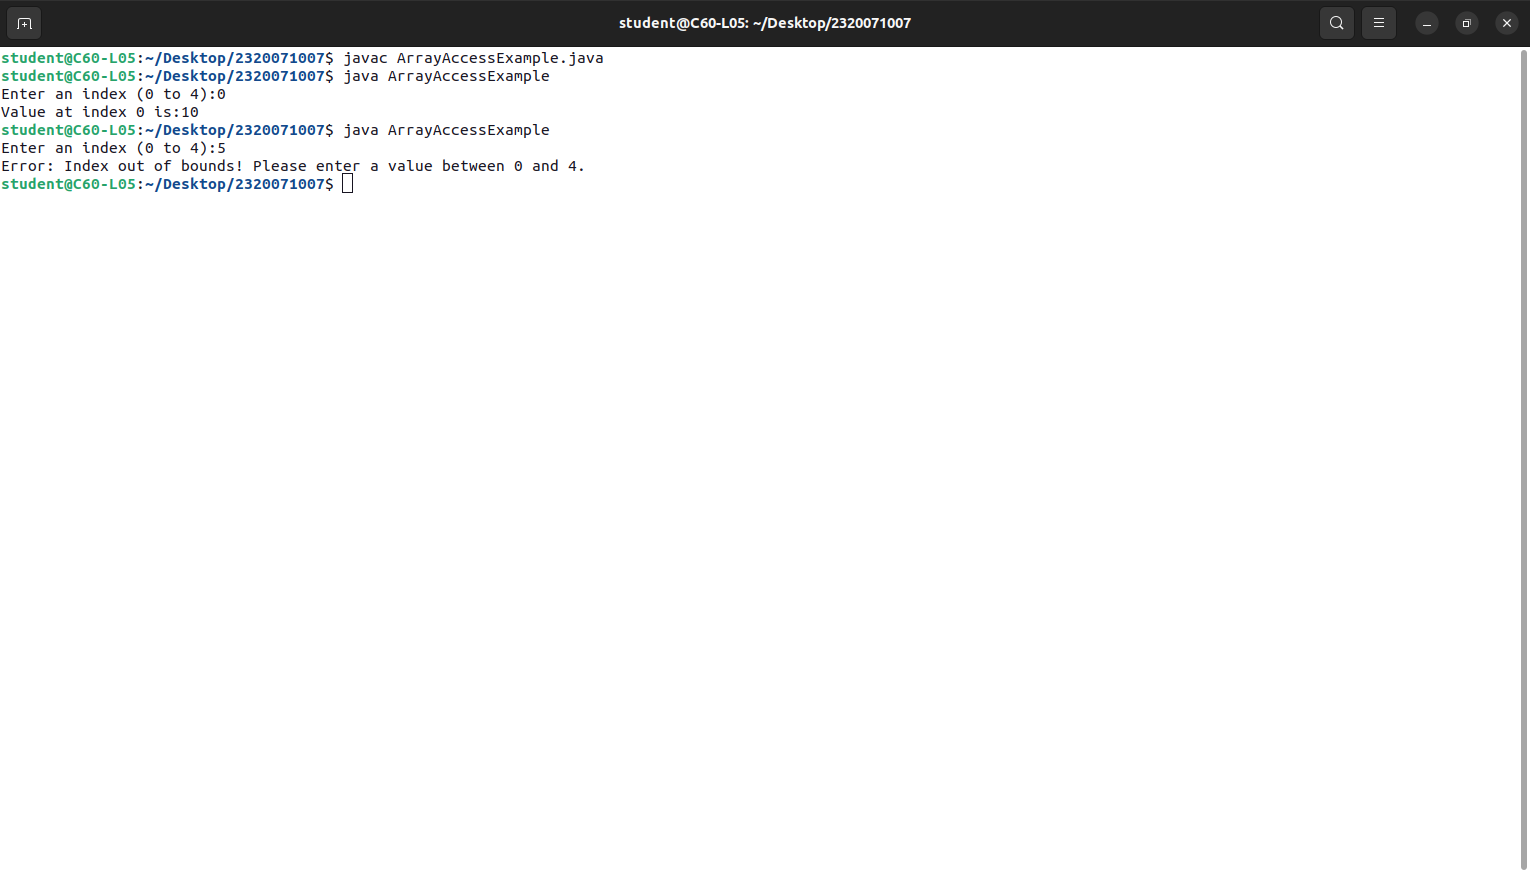 student@C60-L05: ~/Desktop/2320071007
student@C60-L05:~/Desktop/2320071007$ javac ArrayAccessExample.java
student@C60-L05:~/Desktop/2320071007$ java ArrayAccessExample
Enter an index (0 to 4):0
Value at index 0 is:10
student@C60-L05:~/Desktop/2320071007$ java ArrayAccessExample
Enter an index (0 to 4):5
Error: Index out of bounds! Please enter a value between 0 and 4.
student@C60-L05:~/Desktop/2320071007$